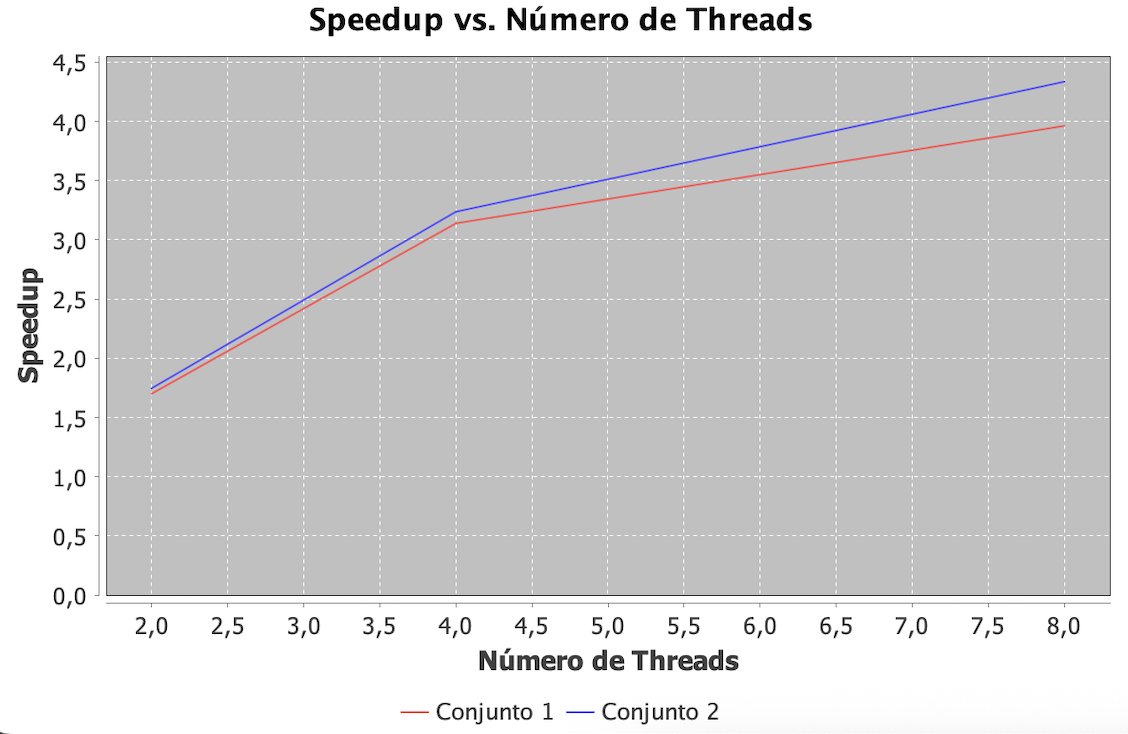 Speedup vs. Número de Threads
4,5
4,0
3,5
3,0
2,5
2,0
1,5
1,0
0,5
0,0
Speedup
2,0 2,5 3,0 3,5 4,0 4,5 5,0 5,5 6,0 6,5 7,0 7,5 8,0
Número de Threads
Conjunto 1 Conjunto 2